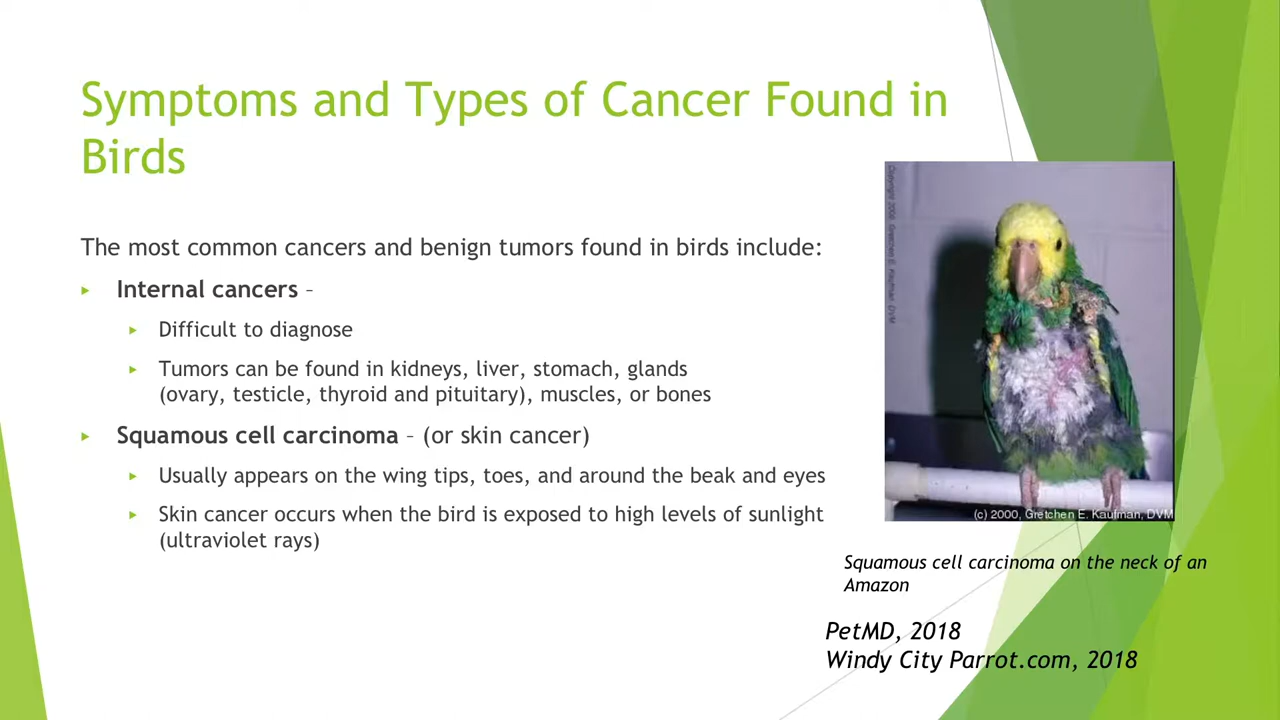 Symptoms and Types of Cancer Found in
Birds
The most common cancers and benign tumors found in birds include:
Internal cancers –
Difficult to diagnose
Tumors can be found in kidneys, liver, stomach, glands
(ovary, testicle, thyroid and pituitary), muscles, or bones
Squamous cell carcinoma – (or skin cancer)
Usually appears on the wing tips, toes, and around the beak and eyes
Skin cancer occurs when the bird is exposed to high levels of sunlight
(ultraviolet rays)
(c) 2000, Gretchen E. Kaufman, DVM
Squamous cell carcinoma on the neck of an
Amazon
PetMD, 2018
Windy City Parrot.com, 2018